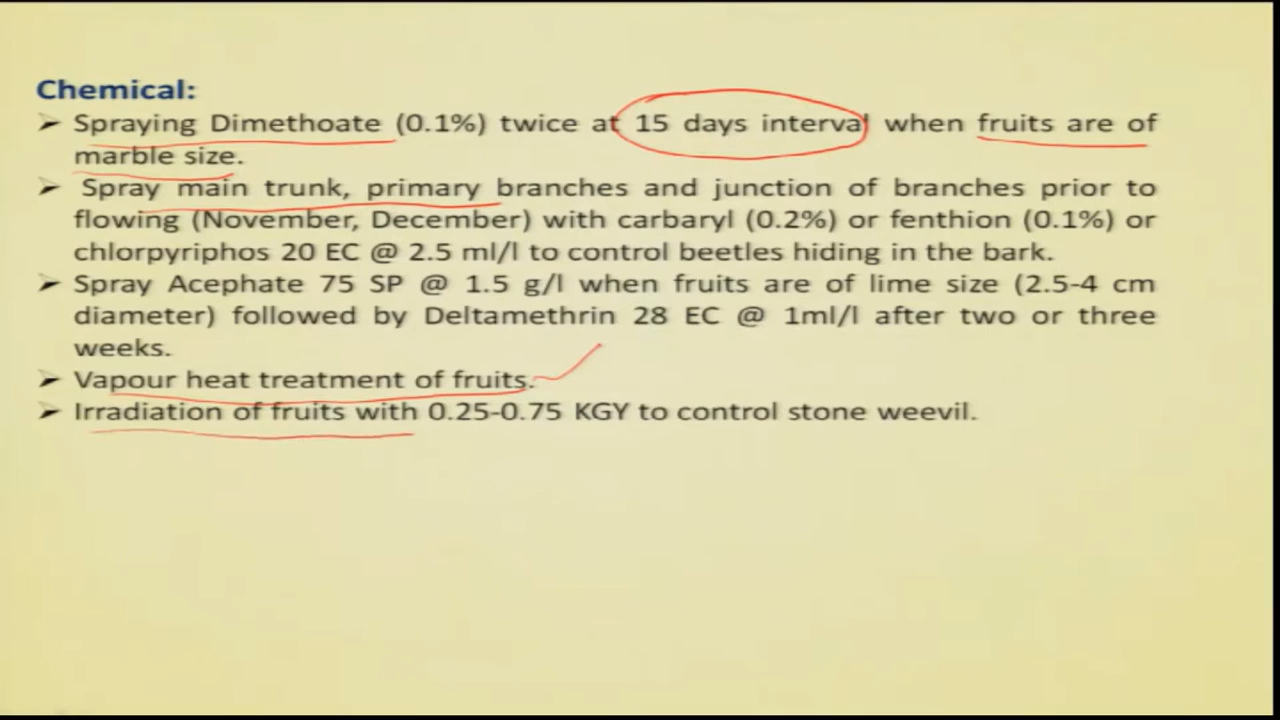 Chemical:
➢ Spraying Dimethoate (0.1%) twice at 15 days interval when fruits are of
marble size.
➢ Spray main trunk, primary branches and junction of branches prior to
flowing (November, December) with carbaryl (0.2%) or fenthion (0.1%) or
chlorpyriphos 20 EC @ 2.5 ml/l to control beetles hiding in the bark.
➢ Spray Acephate 75 SP @ 1.5 g/l when fruits are of lime size (2.5-4 cm
diameter) followed by Deltamethrin 28 EC @ 1ml/l after two or three
weeks.
➢ Vapour heat treatment of fruits.
➢ Irradiation of fruits with 0.25-0.75 KGY to control stone weevil.